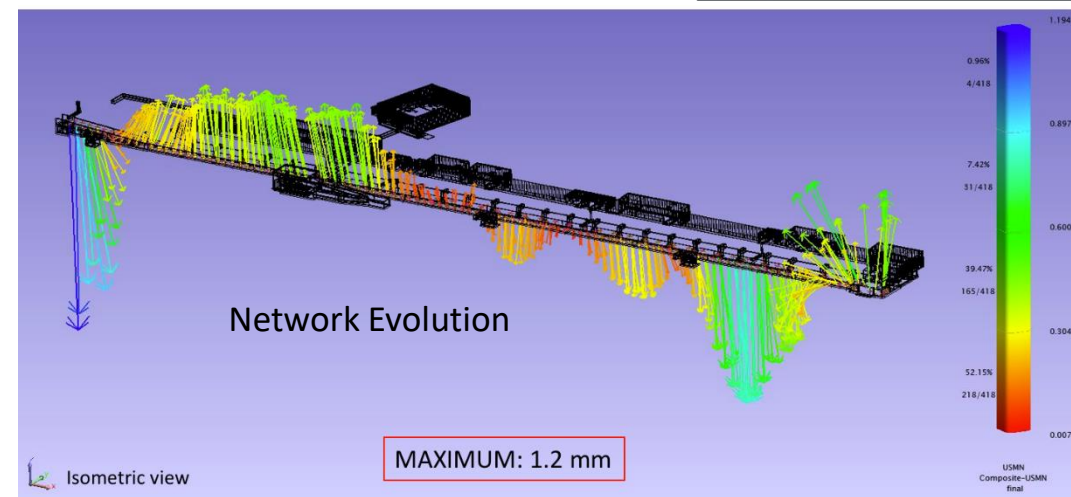 1.194
0.96%
4/418
0.897
7.42%
31/418
0.600
39.47%
165/418
0.304
52.15%
218/418
0.007
Network Evolution
MAXIMUM: 1.2 mm
Isometric view
USMN
Composite-USMN
final